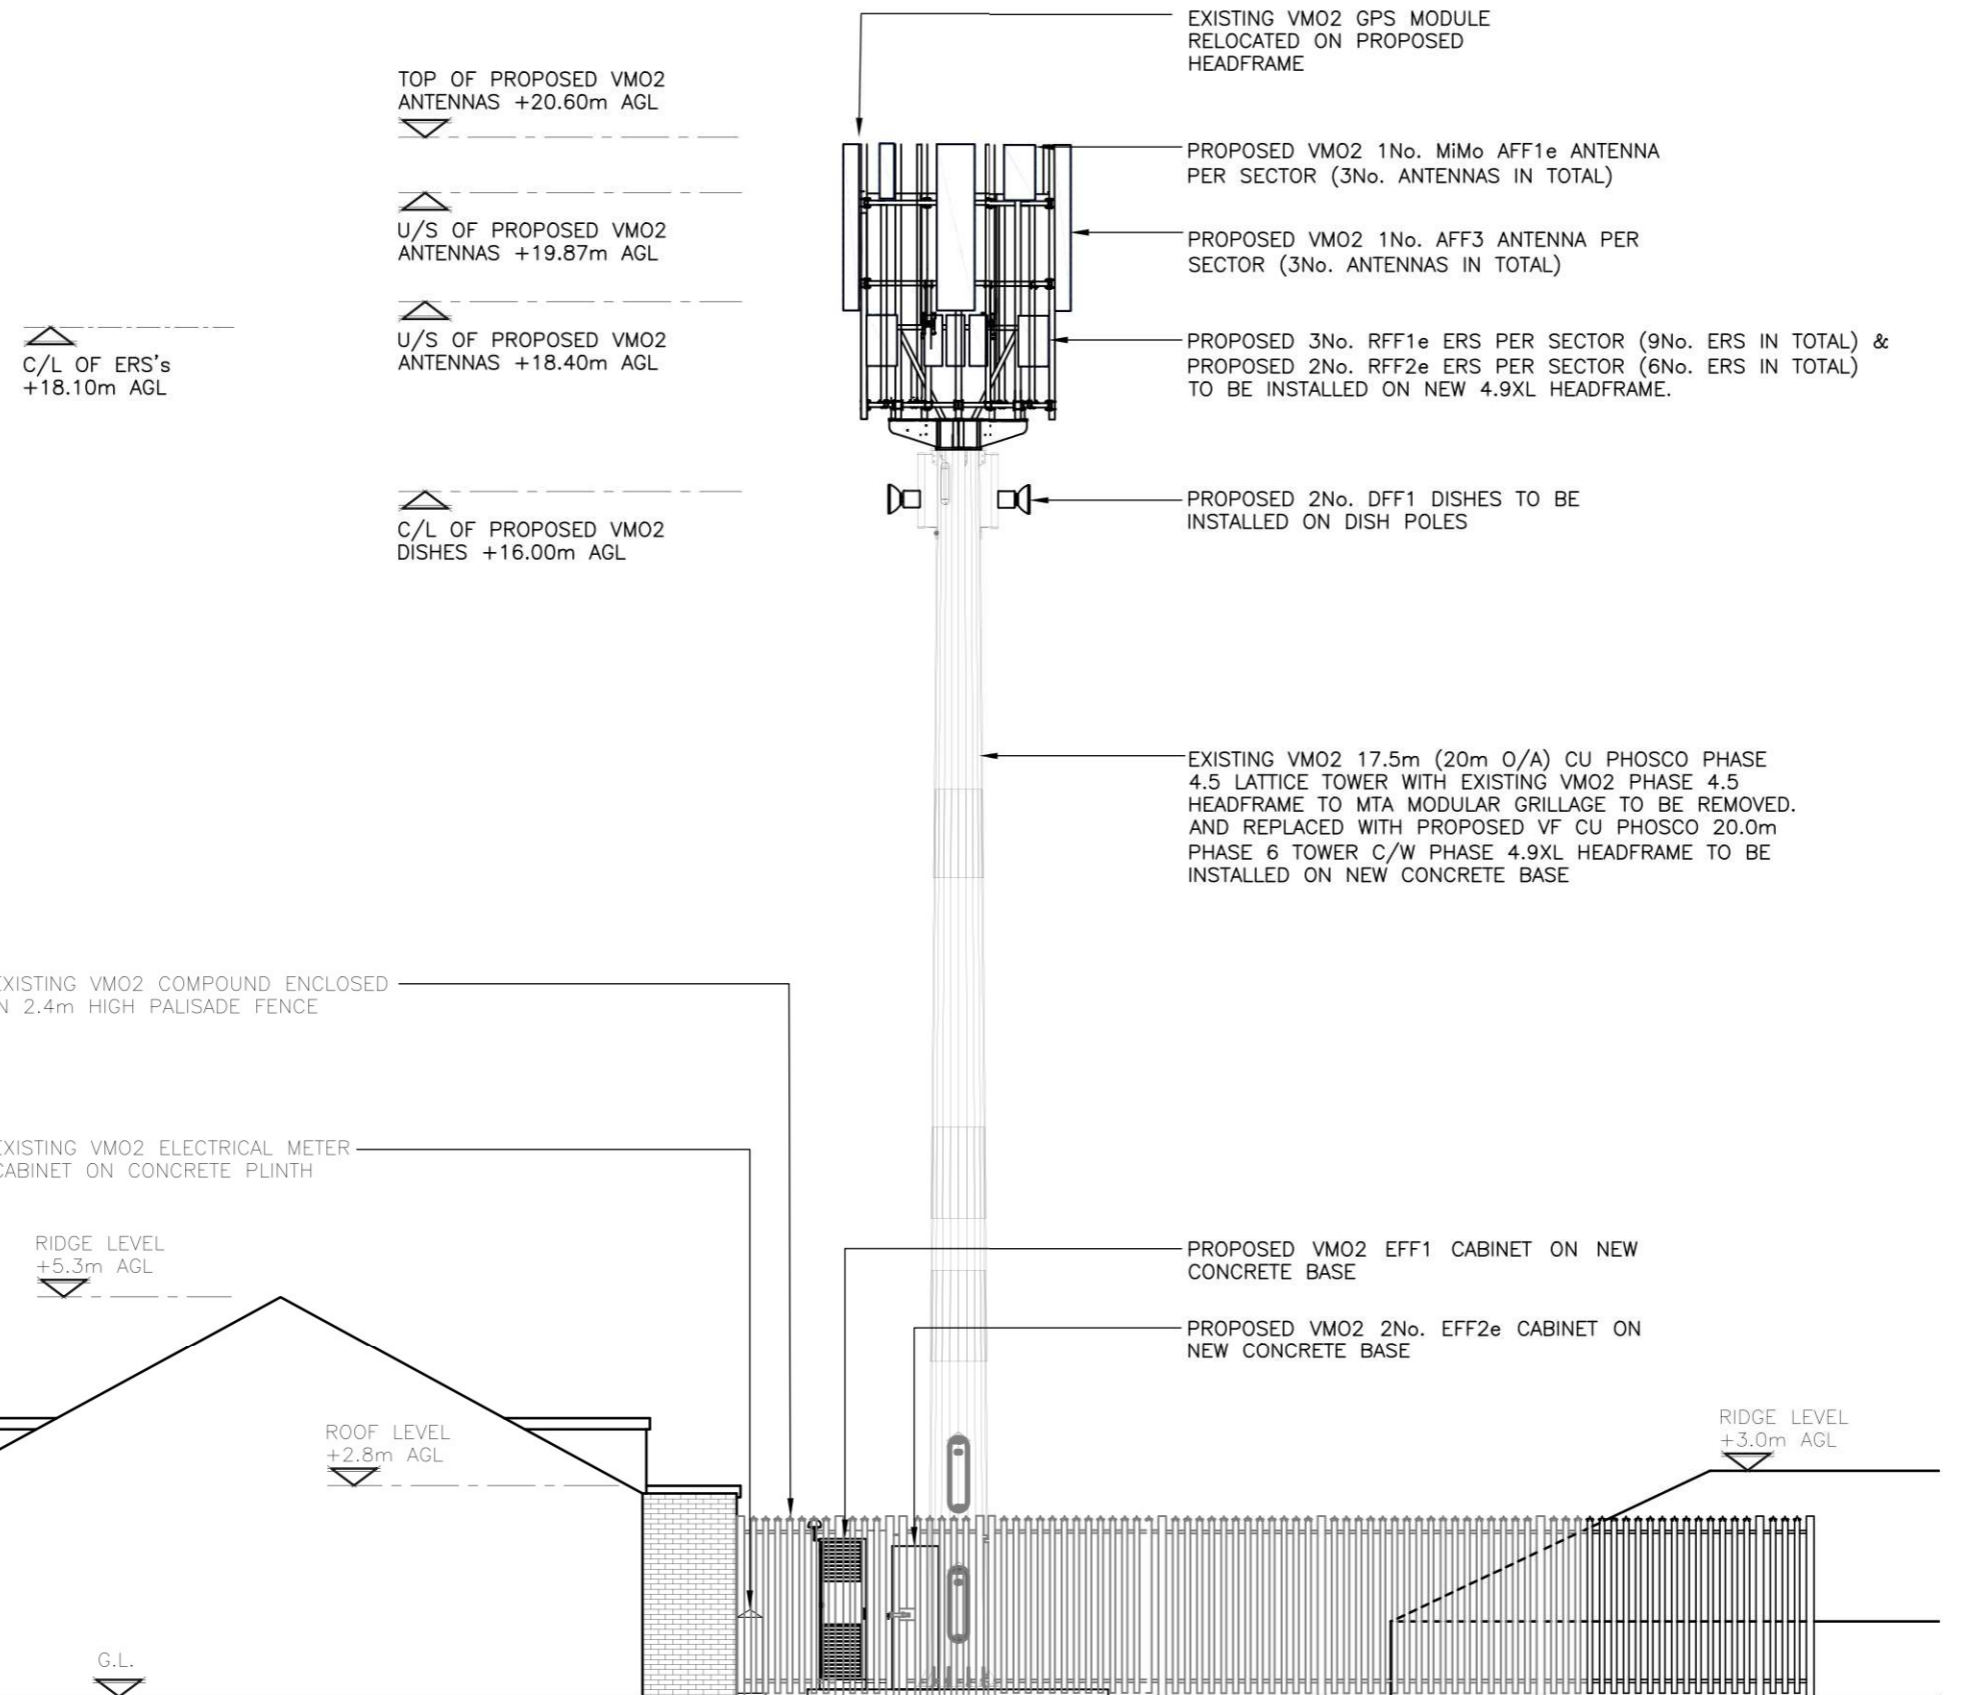 EXISTING VMO2 GPS MODULE
RELOCATED ON PROPOSED
HEADFRAME
TOP OF PROPOSED VMO2
ANTENNAS +20.60m AGL
PROPOSED VMO2 1No. MiMo AFF1e ANTENNA
PER SECTOR (3No. ANTENNAS IN TOTAL)
U/S OF PROPOSED VMO2
ANTENNAS +19.87m AGL
PROPOSED VMO2 1No. AFF3 ANTENNA PER
SECTOR (3No. ANTENNAS IN TOTAL)
U/S OF PROPOSED VMO2
ANTENNAS +18.40m AGL
C/L OF ERS's
+18.10m AGL
PROPOSED 3No. RFF1e ERS PER SECTOR (9No. ERS IN TOTAL) &
PROPOSED 2No. RFF2e ERS PER SECTOR (6No. ERS IN TOTAL)
TO BE INSTALLED ON NEW 4.9XL HEADFRAME.
C/L OF PROPOSED VMO2
DISHES +16.00m AGL
PROPOSED 2No. DFF1 DISHES TO BE
INSTALLED ON DISH POLES
EXISTING VMO2 17.5m (20m O/A) CU PHOSCO PHASE
4.5 LATTICE TOWER WITH EXISTING VMO2 PHASE 4.5
HEADFRAME TO MTA MODULAR GRILLAGE TO BE REMOVED.
AND REPLACED WITH PROPOSED VF CU PHOSCO 20.0m
PHASE 6 TOWER C/W PHASE 4.9XL HEADFRAME TO BE
INSTALLED ON NEW CONCRETE BASE
EXISTING VMO2 COMPOUND ENCLOSED
IN 2.4m HIGH PALISADE FENCE
EXISTING VMO2 ELECTRICAL METER
CABINET ON CONCRETE PLINTH
RIDGE LEVEL
+5.3m AGL
PROPOSED VMO2 EFF1 CABINET ON NEW
CONCRETE BASE
PROPOSED VMO2 2No. EFF2e CABINET ON
NEW CONCRETE BASE
ROOF LEVEL
+2.8m AGL
RIDGE LEVEL
+3.0m AGL
G.L.